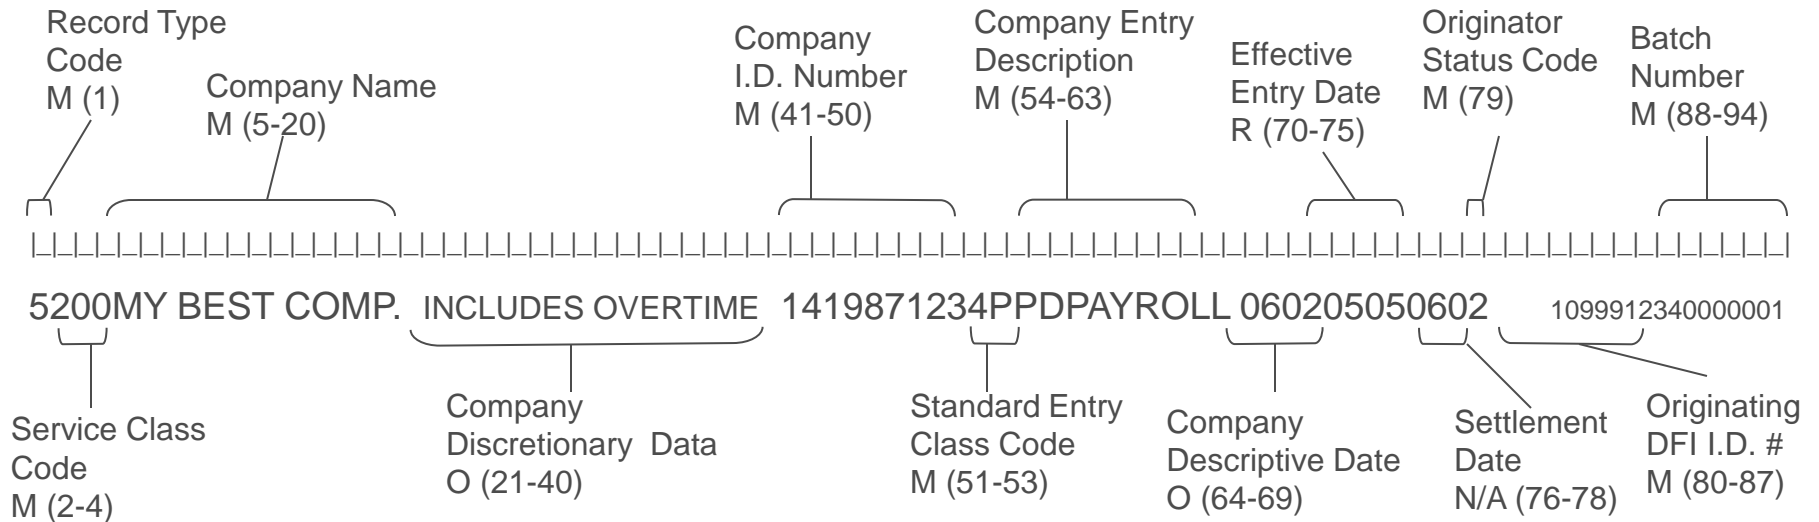 Record Type
Code
M (1)
Company Name
M (5-20)
Company
I.D. Number
M (41-50)
Company Entry
Description
M (54-63)
Effective
Entry Date
R (70-75)
Originator
Status Code
M (79)
Batch
Number
M (88-94)
5200MY BEST COMP. INCLUDES OVERTIME 1419871234PPDPAYROLL 060205050602 1099912340000001
Service Class
Code
M (2-4)
Company
Discretionary Data
O (21-40)
Standard Entry
Class Code
M (51-53)
Company
Descriptive Date
O (64-69)
Settlement
Date
N/A (76-78)
Originating
DFI I.D. #
M (80-87)